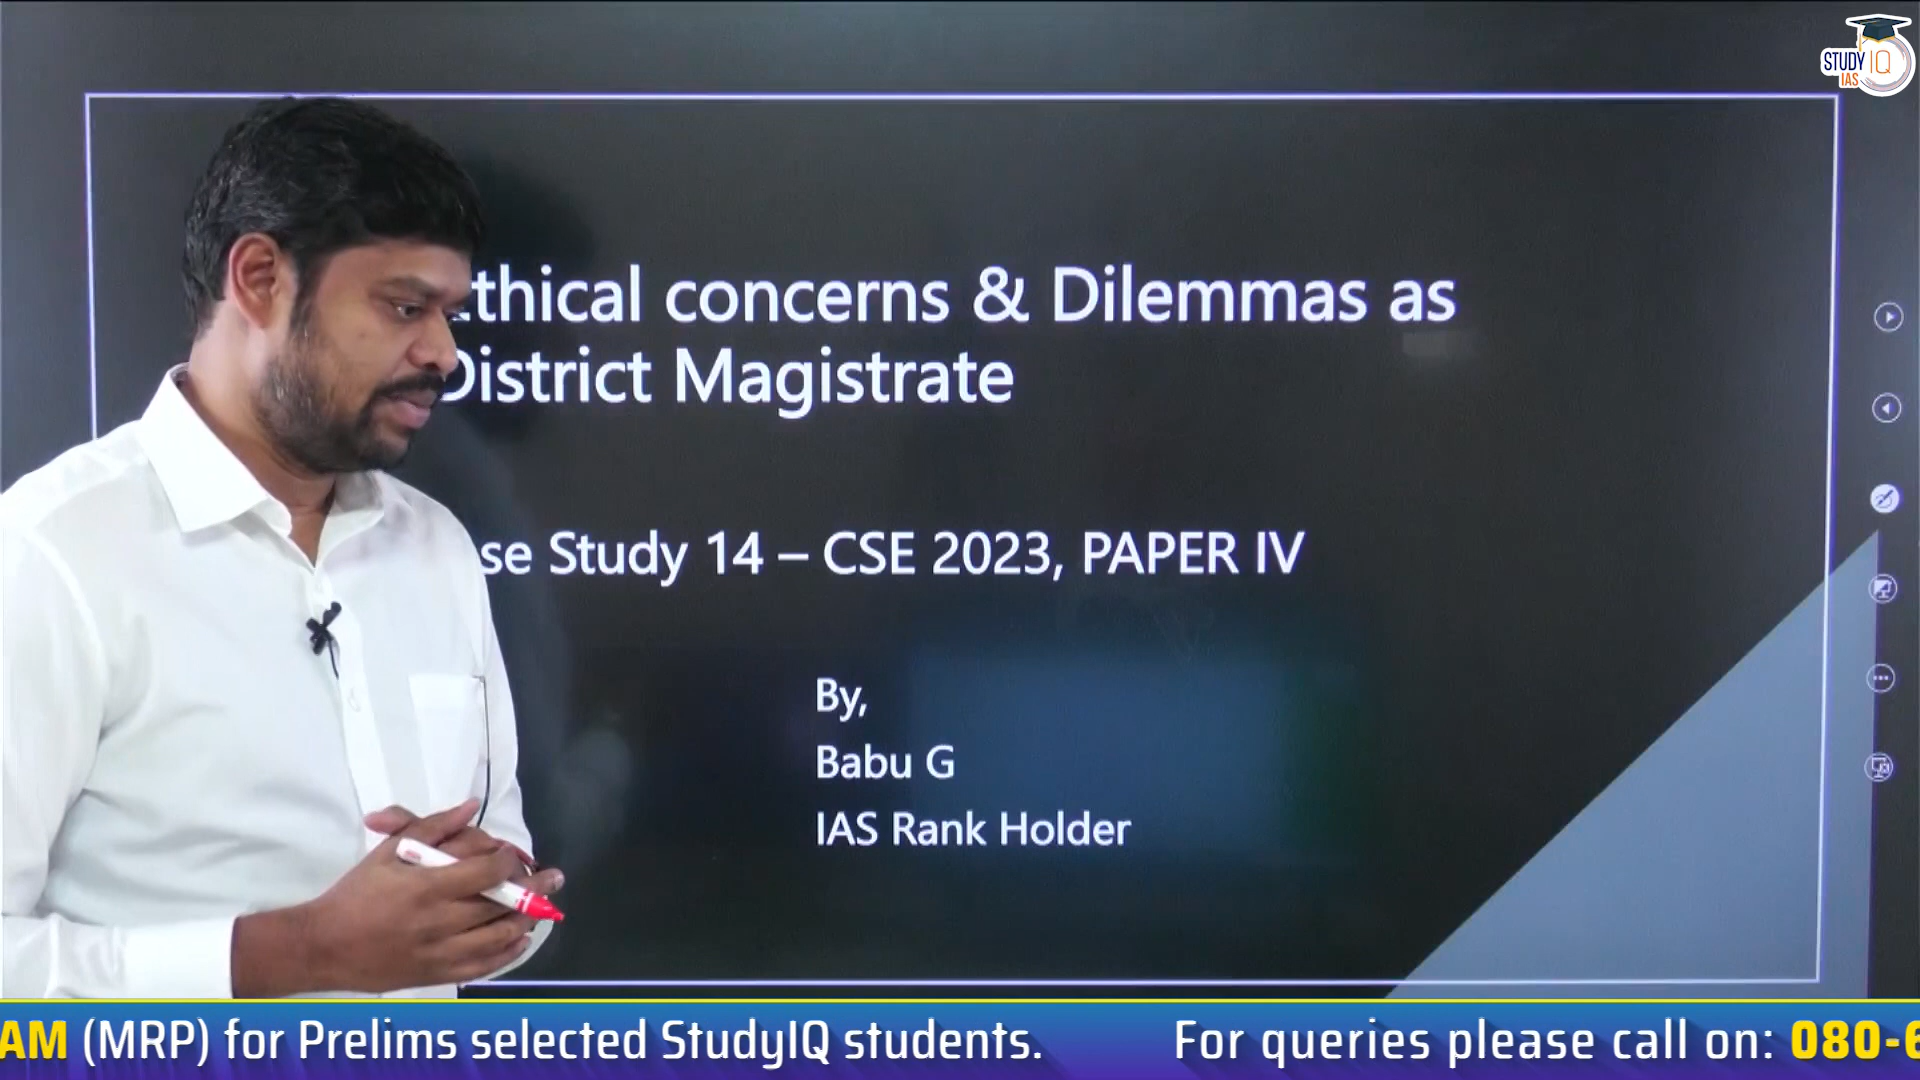 STUDY IQ
IAS
thical concerns & Dilemmas as
District Magistrate
se Study 14 – CSE 2023, PAPER IV
By,
Babu G
IAS Rank Holder
AM (MRP) for Prelims selected StudyIQ students. For queries please call on: 080-6